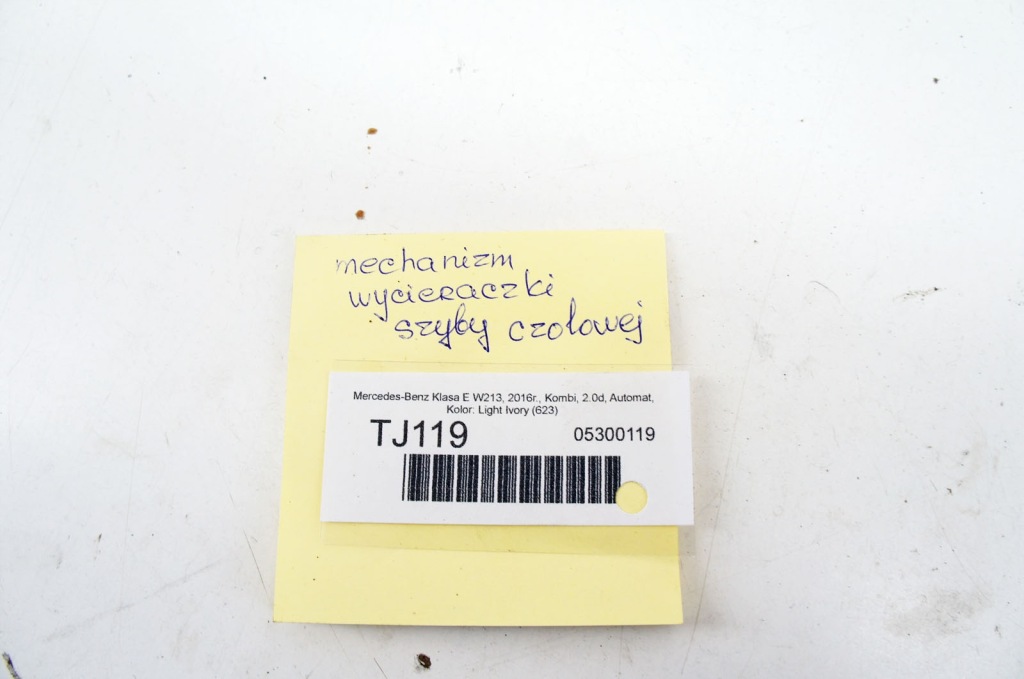 mechanizm
wycieraczki
szyby czołowej
Mercedes-Benz Klasa E W213, 2016r., Kombi, 2.0d, Automat,
Kolor: Light Ivory (623)
TJ119 05300119